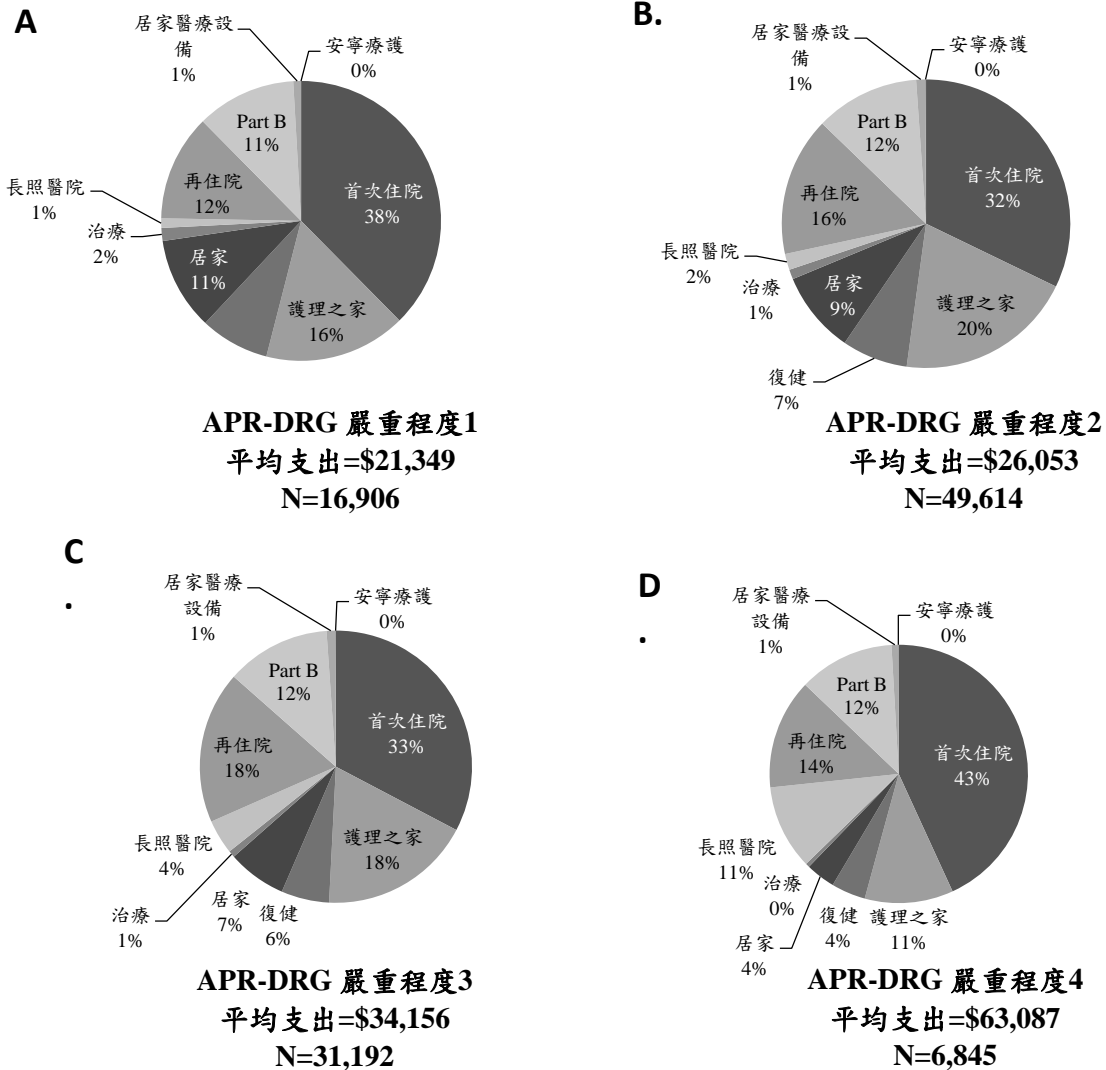 A
居家醫療設
備
1%
安寧療護
0%
Part B
11%
首次住院
38%
再住院
12%
長照醫院
1%
治療
2%
居家
11%
護理之家
16%
APR-DRG 嚴重程度1
平均支出=$21,349
N=16,906
B.
居家醫療設
備
1%
安寧療護
0%
Part B
12%
首次住院
32%
再住院
16%
長照醫院
2%
治療
1%
居家
9%
護理之家
20%
復健
7%
APR-DRG 嚴重程度2
平均支出=$26,053
N=49,614
C
.
居家醫療
設備
1%
安寧療護
0%
Part B
12%
首次住院
33%
再住院
18%
護理之家
18%
長照醫院
4%
治療
1%
居家
7%
復健
6%
APR-DRG 嚴重程度3
平均支出=$34,156
N=31,192
D
.
居家醫療
設備
1%
安寧療護
0%
Part B
12%
首次住院
43%
再住院
14%
長照醫院
11%
治療
0%
居家
4%
復健
4%
護理之家
11%
APR-DRG 嚴重程度4
平均支出=$63,087
N=6,845